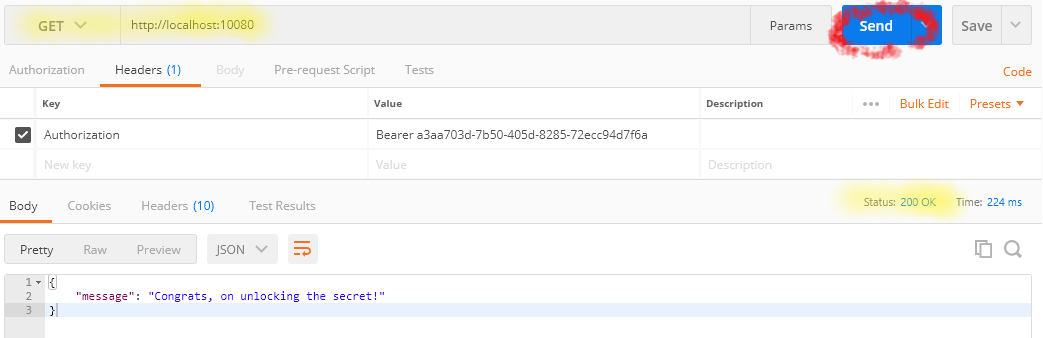 GET http://localhost:10080 Params Send Save
Authorization Headers (1) Body Pre-request Script Tests Code
Key Value Description ••• Bulk Edit Presets
Authorization Bearer a3aa703d-7b50-405d-8285-72ecc94d7f6a
New key Value Description
Body Cookies Headers (10) Test Results Status: 200 OK Time: 224 ms
Pretty Raw Preview JSON
1 {
2 "message": "Congrats, on unlocking the secret!"
3 }